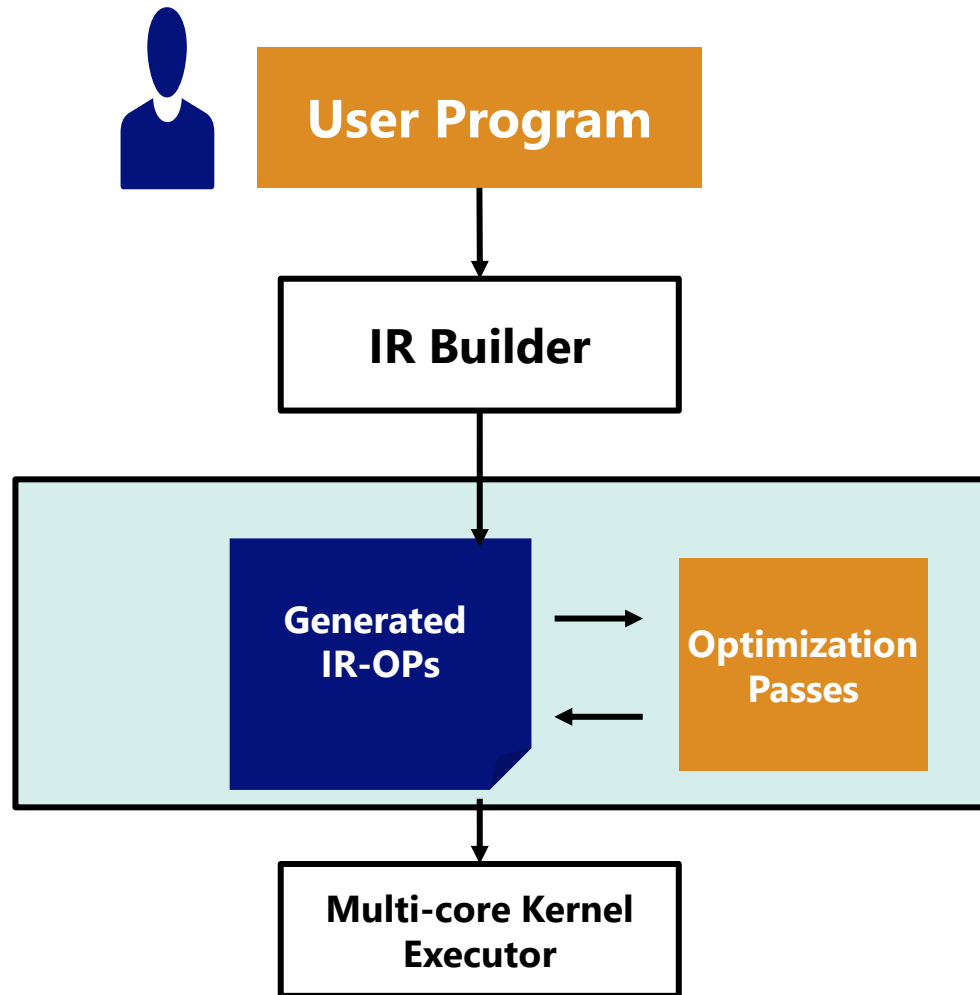 User Program
IR Builder
Generated
IR-OPs
Optimization
Passes
Multi-core Kernel
Executor